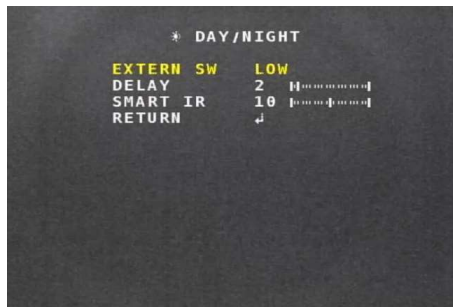 ☀ DAY/NIGHT
EXTERN SW LOW
DELAY 2
SMART IR 10
RETURN ↲